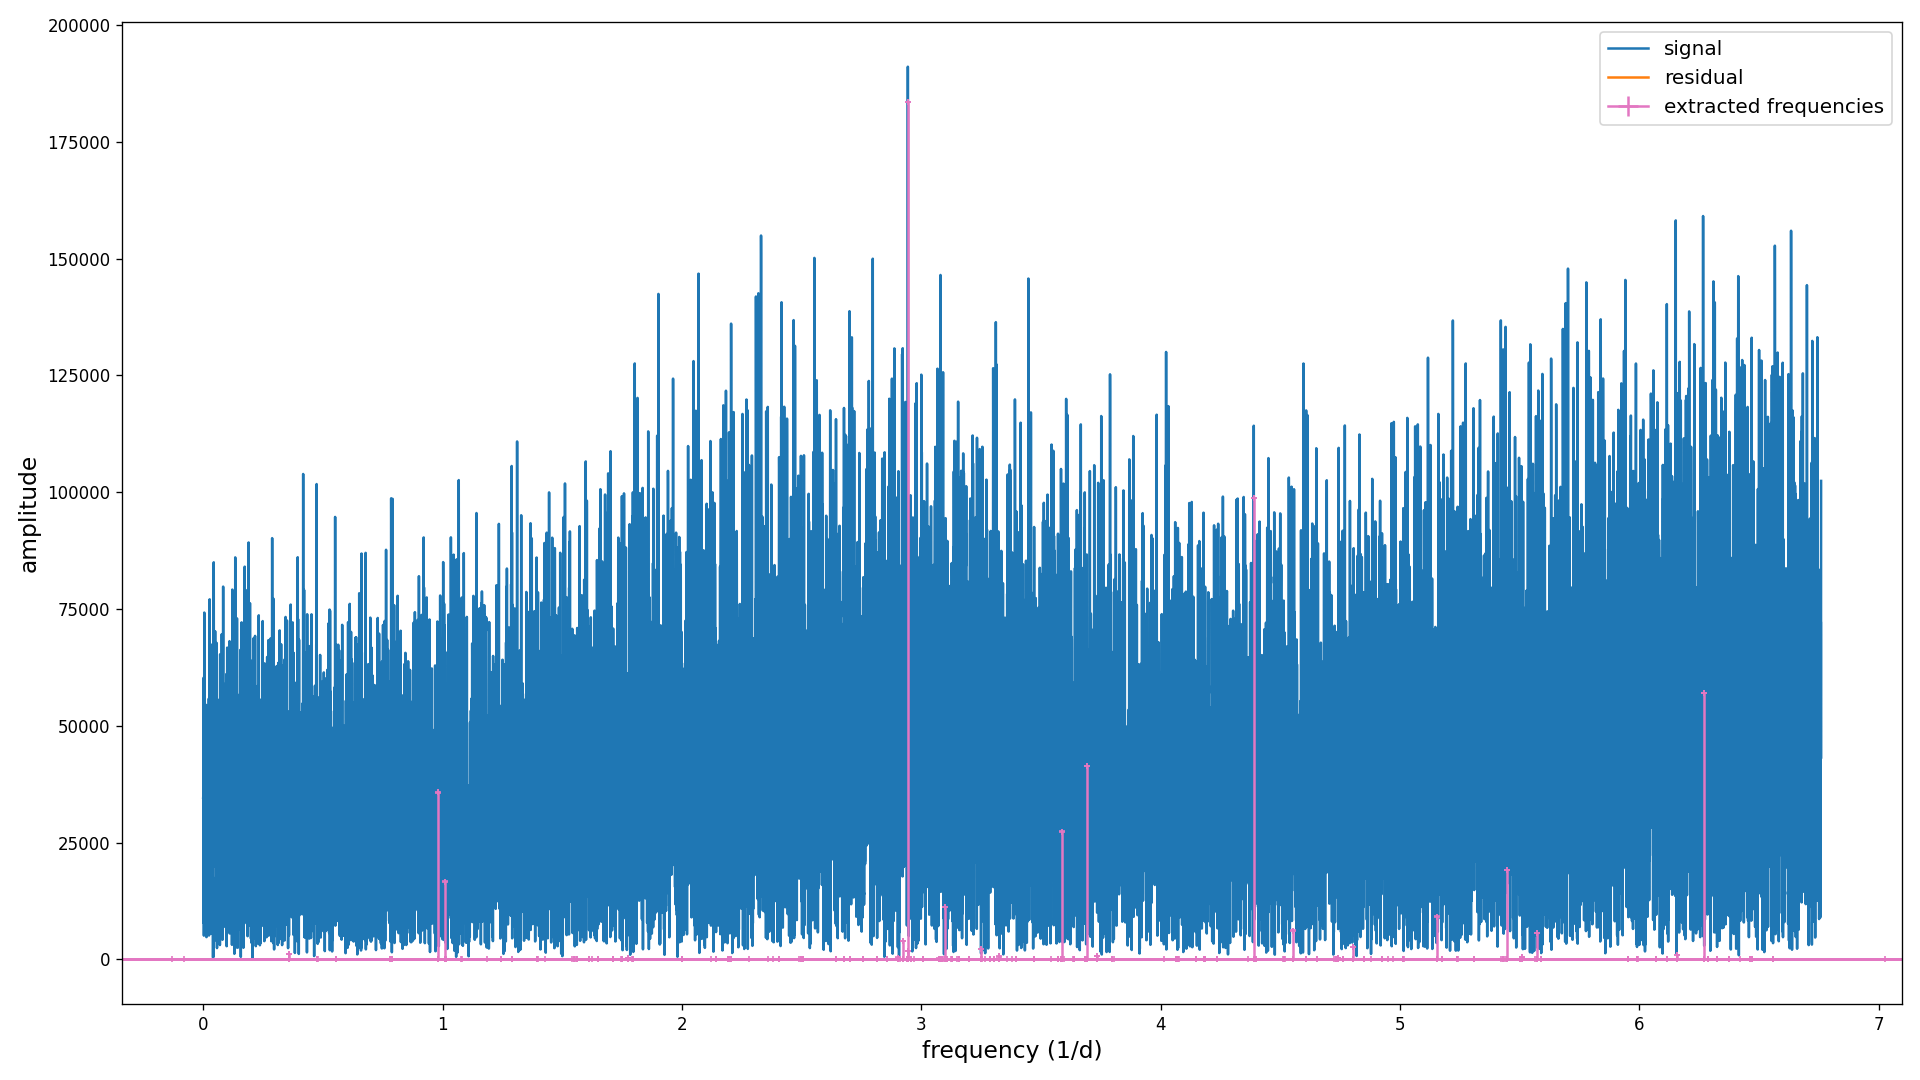 200000
175000
150000
125000
100000
75000
50000
25000
0
amplitude
0 1 2 3 4 5 6 7
frequency (1/d)
signal
residual
extracted frequencies